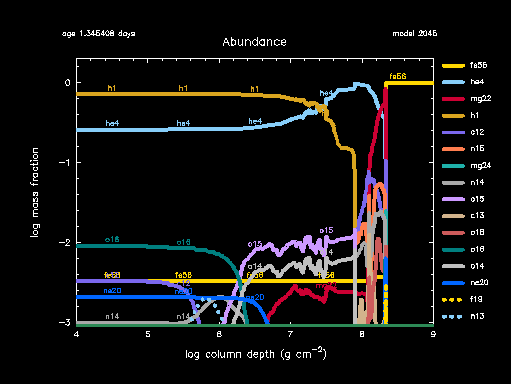 age 1.345408 days
model 2045
Abundance
fe56
0
h1 h1 h1
he4
he4 he4 he4
log mass fraction
−1
−2
−3
o16 o16
o15
o15
o14
fe56 fe56 fe56 fe56
ne20
ne20
n14 n14
4 5 6 7 8 9
log column depth (g cm⁻²)
fe56
he4
mg22
h1
c12
n15
mg24
n14
o15
c13
o18
o16
o14
ne20
f19
n13